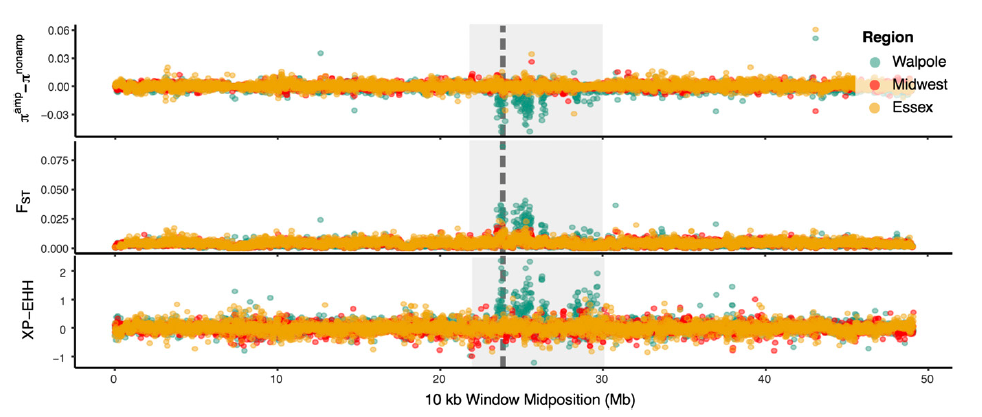 π^amp–π^nonamp
0.06
0.03
0.00
−0.03
Region
Walpole
Midwest
Essex
F_ST
0.075
0.050
0.025
0.000
XP−EHH
2
1
0
−1
0 10 20 30 40 50
10 kb Window Midposition (Mb)